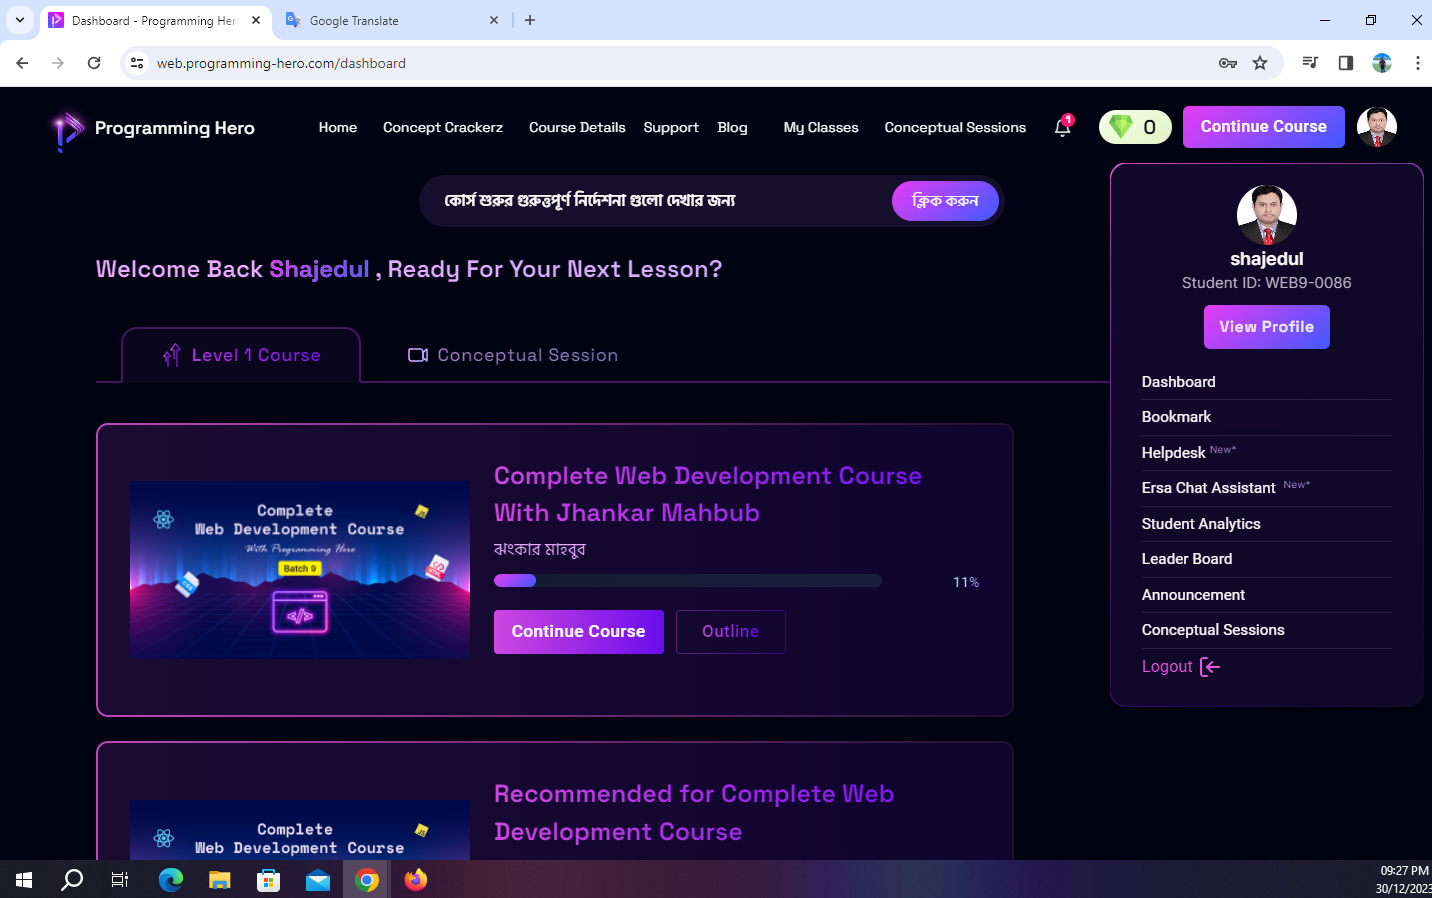 Dashboard - Programming Her
Google Translate
web.programming-hero.com/dashboard
Programming Hero
Home
Concept Crackerz
Course Details
Support
Blog
My Classes
Conceptual Sessions
1
0
Continue Course
কোর্স শুরুর গুরুত্বপূর্ণ নির্দেশনা গুলো দেখার জন্য
ক্লিক করুন
Welcome Back Shajedul , Ready For Your Next Lesson?
Level 1 Course
Conceptual Session
Complete
Web Development Course
With Programming Hero
Batch 9
</>
Complete Web Development Course
With Jhankar Mahbub
ঝংকার মাহবুব
11%
Continue Course
Outline
Complete
Web Development Course
Recommended for Complete Web
Development Course
shajedul
Student ID: WEB9-0086
View Profile
Dashboard
Bookmark
Helpdesk New*
Ersa Chat Assistant New*
Student Analytics
Leader Board
Announcement
Conceptual Sessions
Logout
09:27 PM
30/12/2023